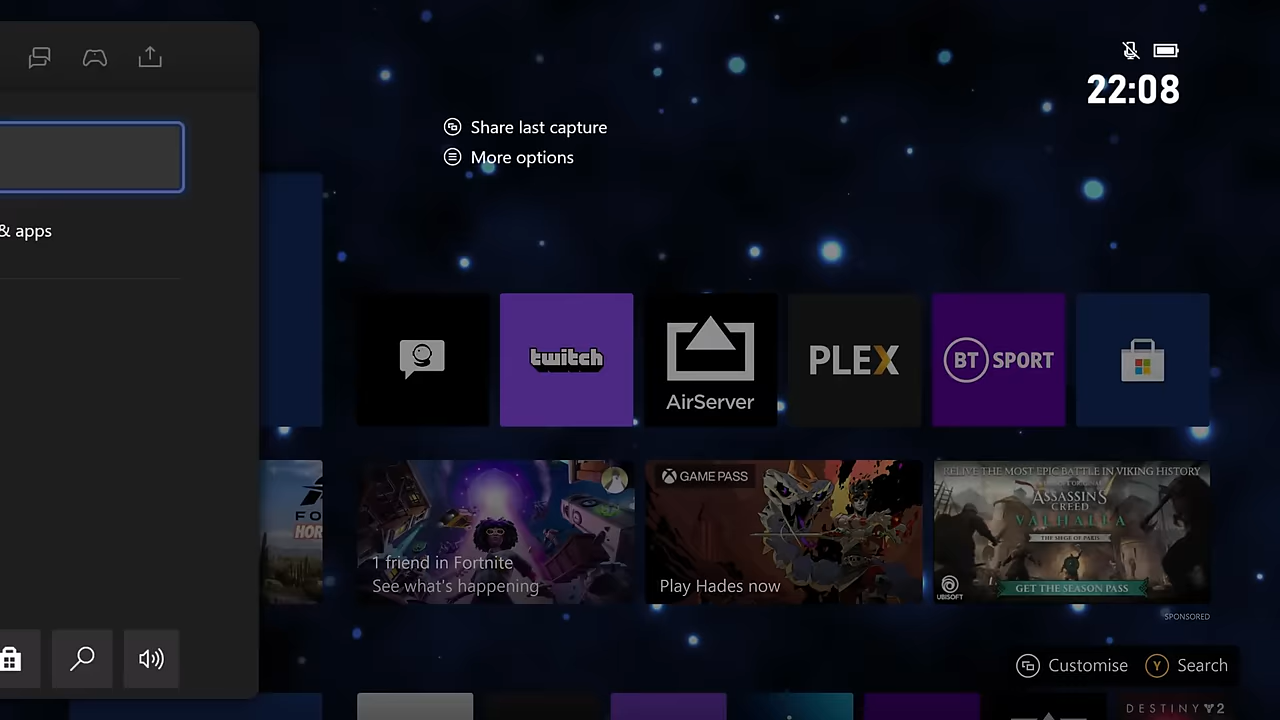 22:08
Share last capture
More options
& apps
twitch
AirServer
PLEX
BT SPORT
FO
HOR
1 friend in Fortnite
See what's happening
GAME PASS
Play Hades now
RELIVE THE MOST EPIC BATTLE IN VIKING HISTORY
ASSASSIN'S
CREED
VALHALLA
THE SIEGE OF PARIS
GET THE SEASON PASS
UBISOFT
SPONSORED
Customise
Y Search
DESTINY 2